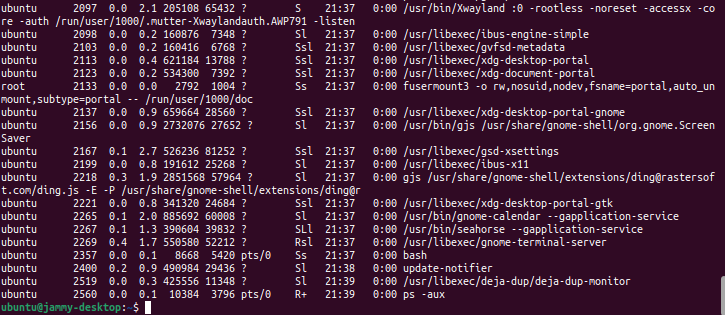 ubuntu      2097  0.0  2.1 205108 65432 ?        S    21:37   0:00 /usr/bin/Xwayland :0 -rootless -noreset -accessx -co
re -auth /run/user/1000/.mutter-Xwaylandauth.AWP791 -listen
ubuntu      2098  0.0  0.2 160876  7348 ?        Sl   21:37   0:00 /usr/libexec/ibus-engine-simple
ubuntu      2103  0.0  0.2 160416  6768 ?        Ssl  21:37   0:00 /usr/libexec/gvfsd-metadata
ubuntu      2113  0.0  0.4 621184 13788 ?        Ssl  21:37   0:00 /usr/libexec/xdg-desktop-portal
ubuntu      2123  0.0  0.2 534300  7392 ?        Ssl  21:37   0:00 /usr/libexec/xdg-document-portal
root        2133  0.0  0.0   2792  1004 ?        Ss   21:37   0:00 fusermount3 -o rw,nosuid,nodev,fsname=portal,auto_un
mount,subtype=portal -- /run/user/1000/doc
ubuntu      2137  0.0  0.9 659664 28560 ?        Ssl  21:37   0:00 /usr/libexec/xdg-desktop-portal-gnome
ubuntu      2156  0.0  0.9 2732076 27652 ?       Sl   21:37   0:00 /usr/bin/gjs /usr/share/gnome-shell/org.gnome.Screen
Saver
ubuntu      2167  0.1  2.7 526236 81252 ?        Ssl  21:37   0:00 /usr/libexec/gsd-xsettings
ubuntu      2199  0.0  0.8 191612 25268 ?        Sl   21:37   0:00 /usr/libexec/ibus-x11
ubuntu      2218  0.3  1.9 2851568 57964 ?       Sl   21:37   0:00 gjs /usr/share/gnome-shell/extensions/ding@rastersof
t.com/ding.js -E -P /usr/share/gnome-shell/extensions/ding@r
ubuntu      2221  0.0  0.8 341320 24684 ?        Ssl  21:37   0:00 /usr/libexec/xdg-desktop-portal-gtk
ubuntu      2265  0.1  2.0 885692 60008 ?        Sl   21:37   0:00 /usr/bin/gnome-calendar --gapplication-service
ubuntu      2267  0.1  1.3 390604 39832 ?        SLl  21:37   0:00 /usr/bin/seahorse --gapplication-service
ubuntu      2269  0.4  1.7 550580 52212 ?        Rsl  21:37   0:00 /usr/libexec/gnome-terminal-server
ubuntu      2357  0.0  0.1   8668  5420 pts/0    Ss   21:37   0:00 bash
ubuntu      2400  0.2  0.9 490984 29436 ?        Sl   21:38   0:00 update-notifier
ubuntu      2519  0.0  0.3 425556 11348 ?        Sl   21:39   0:00 /usr/libexec/deja-dup/deja-dup-monitor
ubuntu      2560  0.0  0.1  10384  3796 pts/0    R+   21:39   0:00 ps -aux
ubuntu@jammy-desktop:~$